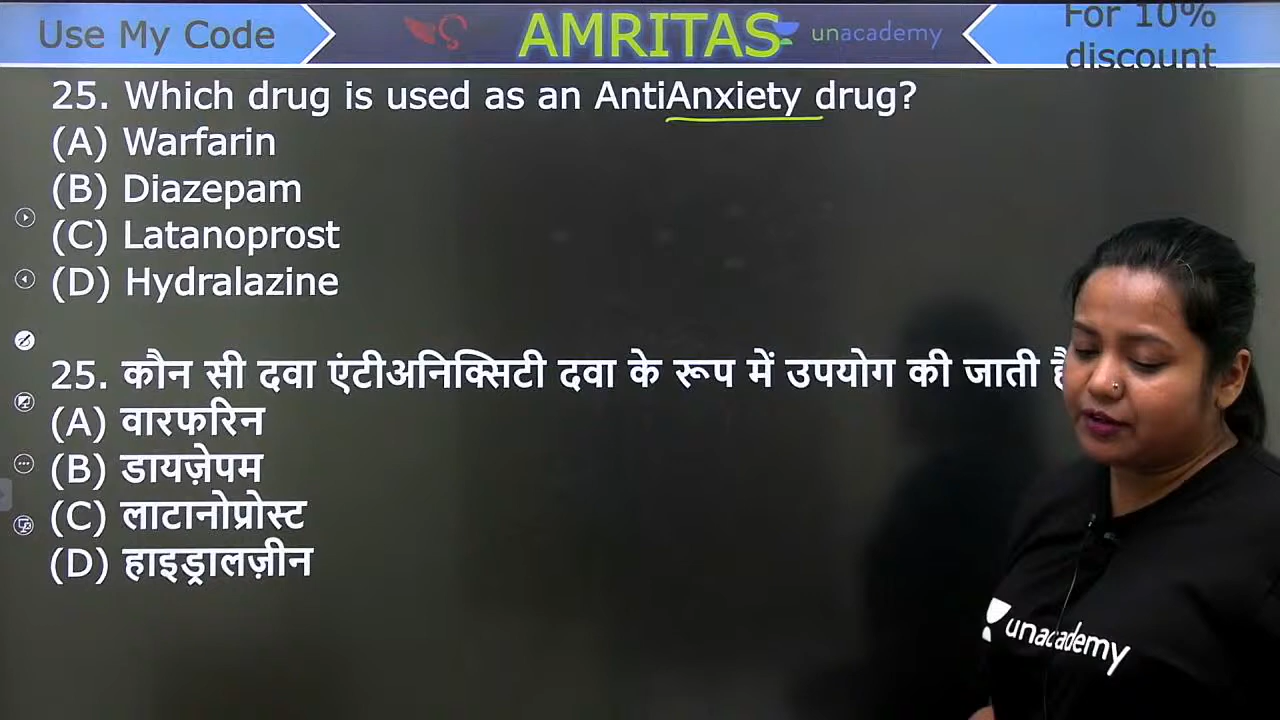 Use My Code
AMRITAS
unacademy
For 10%
discount
25. Which drug is used as an AntiAnxiety drug?
(A) Warfarin
(B) Diazepam
(C) Latanoprost
(D) Hydralazine
25. कौन सी दवा एंटीअनिक्सिटी दवा के रूप में उपयोग की जाती है
(A) वारफरिन
(B) डायज़ेपम
(C) लाटानोप्रोस्ट
(D) हाइड्रालज़ीन
unacademy